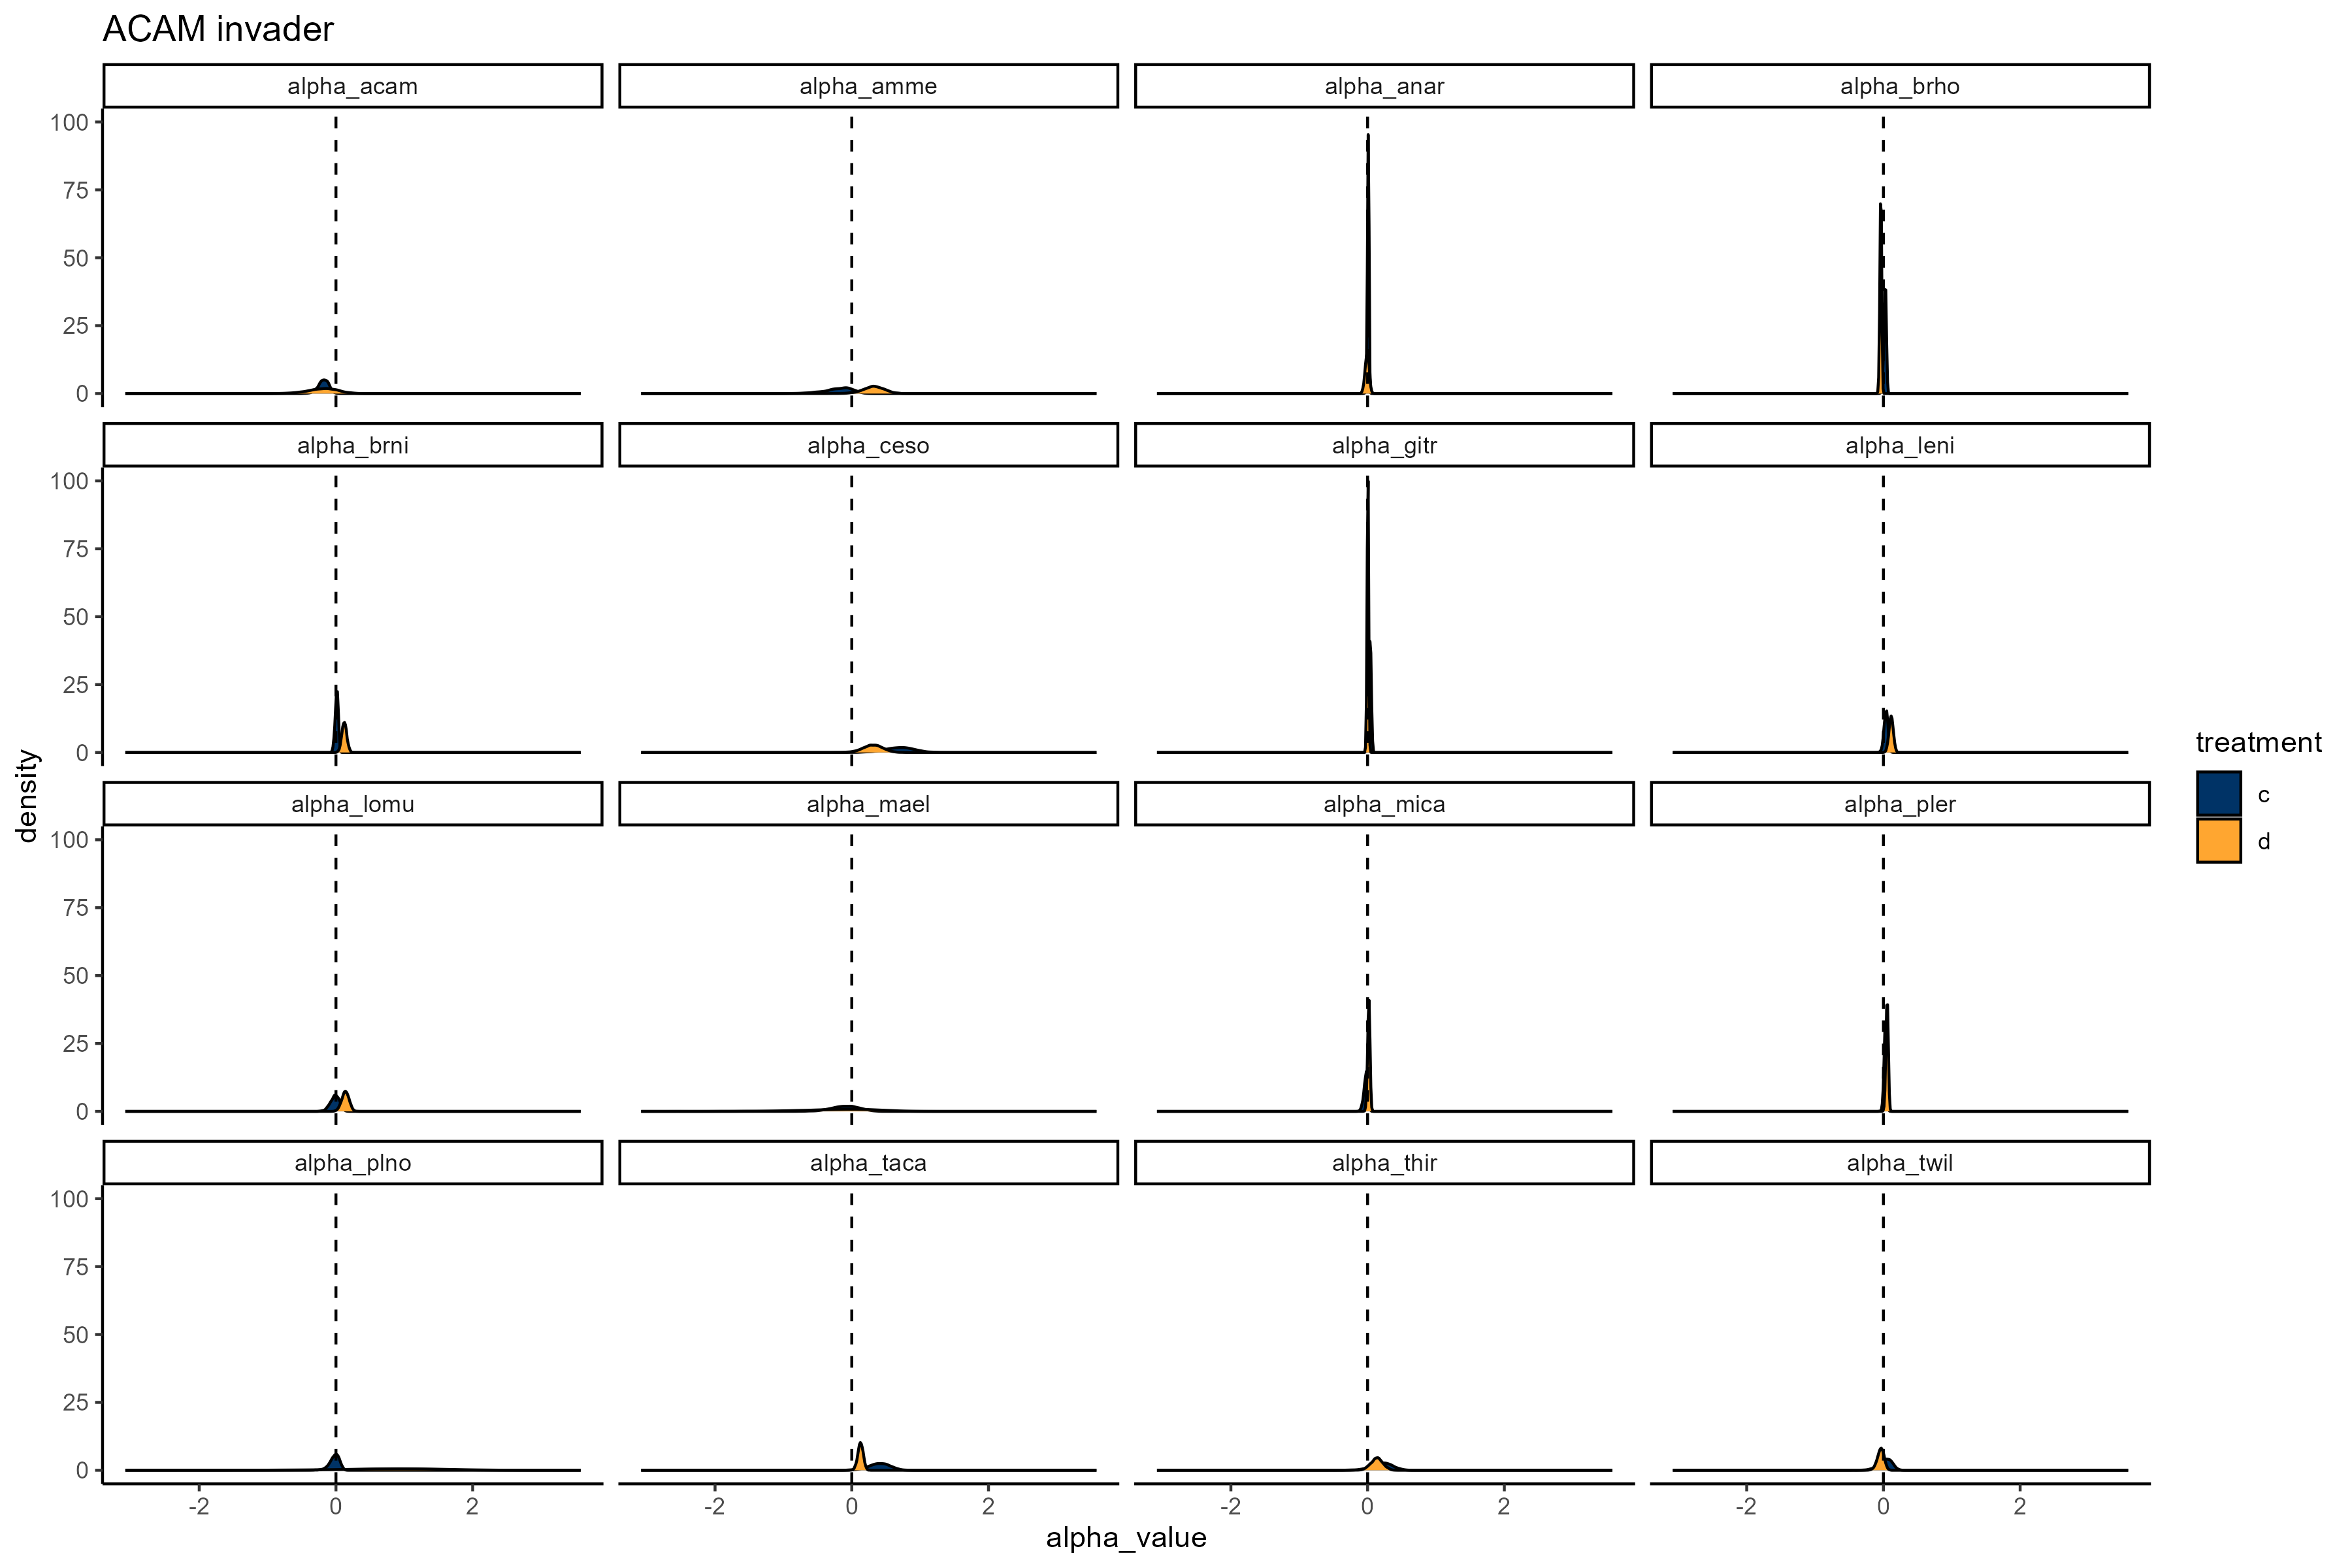 ACAM invader
alpha_acam alpha_amme alpha_anar alpha_brho
100
75
50
25
0
alpha_brni alpha_ceso alpha_gitr alpha_leni
100
75
50
25
0
alpha_lomu alpha_mael alpha_mica alpha_pler
100
75
50
25
0
alpha_plno alpha_taca alpha_thir alpha_twil
100
75
50
25
0
-2 0 2 -2 0 2 -2 0 2 -2 0 2
alpha_value
density
treatment
c
d